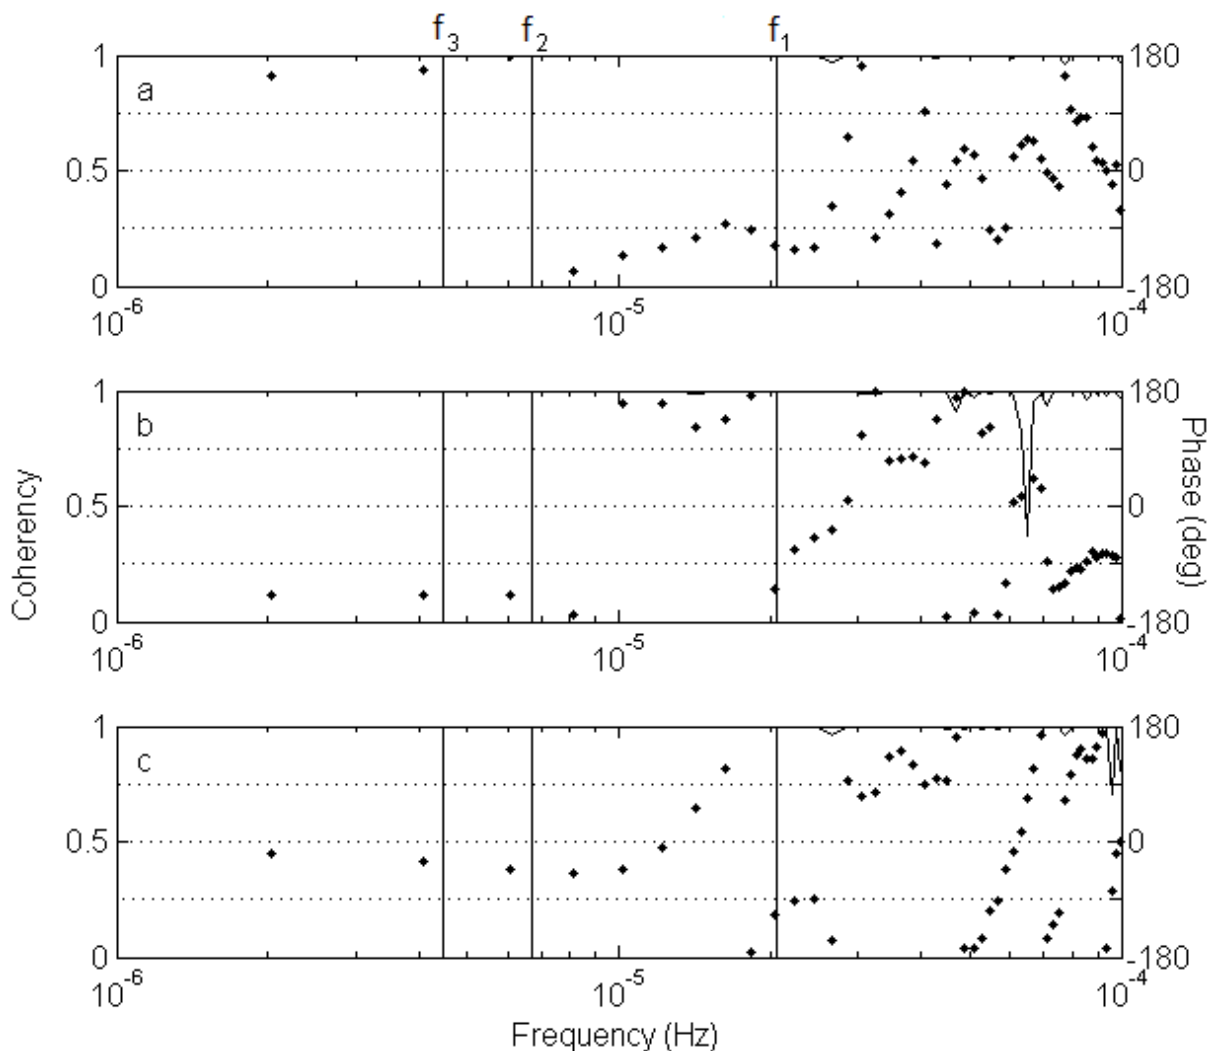 f₃ f₂ f₁
1 180
a
0.5 0
0 -180
10⁻⁶ 10⁻⁵ 10⁻⁴
1 180
b
0.5 0
0 -180
10⁻⁶ 10⁻⁵ 10⁻⁴
Coherency
Phase (deg)
1 180
c
0.5 0
0 -180
10⁻⁶ 10⁻⁵ 10⁻⁴
Frequency (Hz)